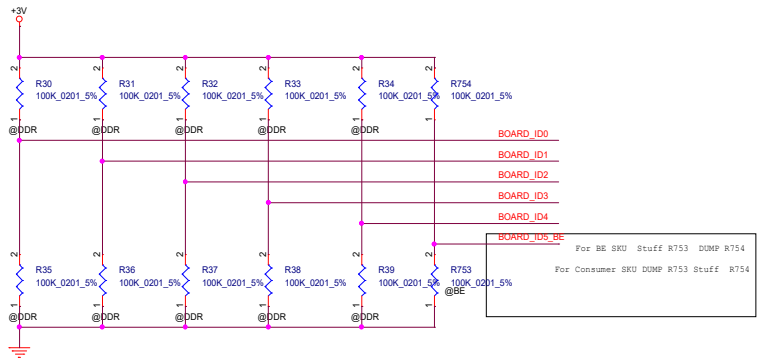 +3V
2 2 2 2 2 2
R30 R31 R32 R33 R34 R754
100K_0201_5% 100K_0201_5% 100K_0201_5% 100K_0201_5% 100K_0201_5% 100K_0201_5%
1 1 1 1 1 1
@DDR @DDR @DDR @DDR @DDR
BOARD_ID0
BOARD_ID1
BOARD_ID2
BOARD_ID3
BOARD_ID4
BOARD_ID5_BE
For BE SKU Stuff R753 DUMP R754
2 2 2 2 2 2
R35 R36 R37 R38 R39 R753
For Consumer SKU DUMP R753 Stuff R754
100K_0201_5% 100K_0201_5% 100K_0201_5% 100K_0201_5% 100K_0201_5% 100K_0201_5%
@BE
1 1 1 1 1 1
@DDR @DDR @DDR @DDR @DDR